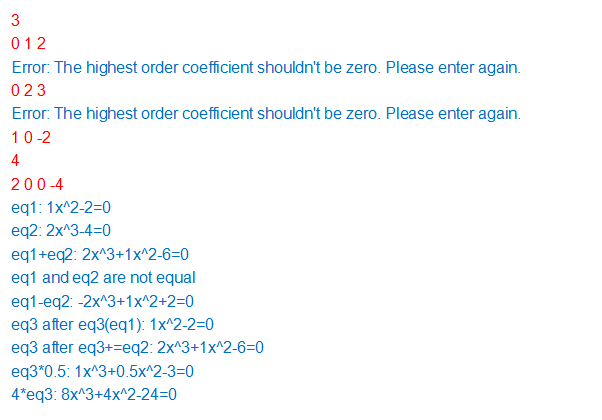 3
0 1 2
Error: The highest order coefficient shouldn't be zero. Please enter again.
0 2 3
Error: The highest order coefficient shouldn't be zero. Please enter again.
1 0 -2
4
2 0 0 -4
eq1: 1x^2-2=0
eq2: 2x^3-4=0
eq1+eq2: 2x^3+1x^2-6=0
eq1 and eq2 are not equal
eq1-eq2: -2x^3+1x^2+2=0
eq3 after eq3(eq1): 1x^2-2=0
eq3 after eq3+=eq2: 2x^3+1x^2-6=0
eq3*0.5: 1x^3+0.5x^2-3=0
4*eq3: 8x^3+4x^2-24=0